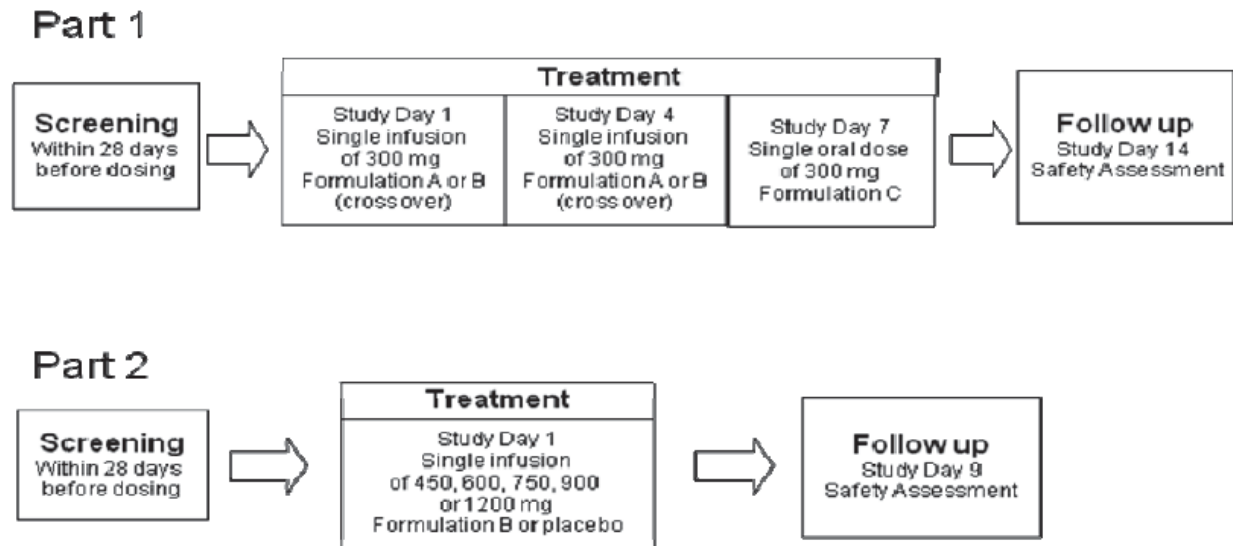 Part 1
Treatment
Screening
Within 28 days
before dosing
Study Day 1
Single infusion
of 300 mg
Formulation A or B
(cross over)
Study Day 4
Single infusion
of 300 mg
Formulation A or B
(cross over)
Study Day 7
Single oral dose
of 300 mg
Formulation C
Follow up
Study Day 14
Safety Assessment
Part 2
Screening
Within 28 days
before dosing
Treatment
Study Day 1
Single infusion
of 450, 600, 750, 900
or 1200 mg
Formulation B or placebo
Follow up
Study Day 9
Safety Assessment